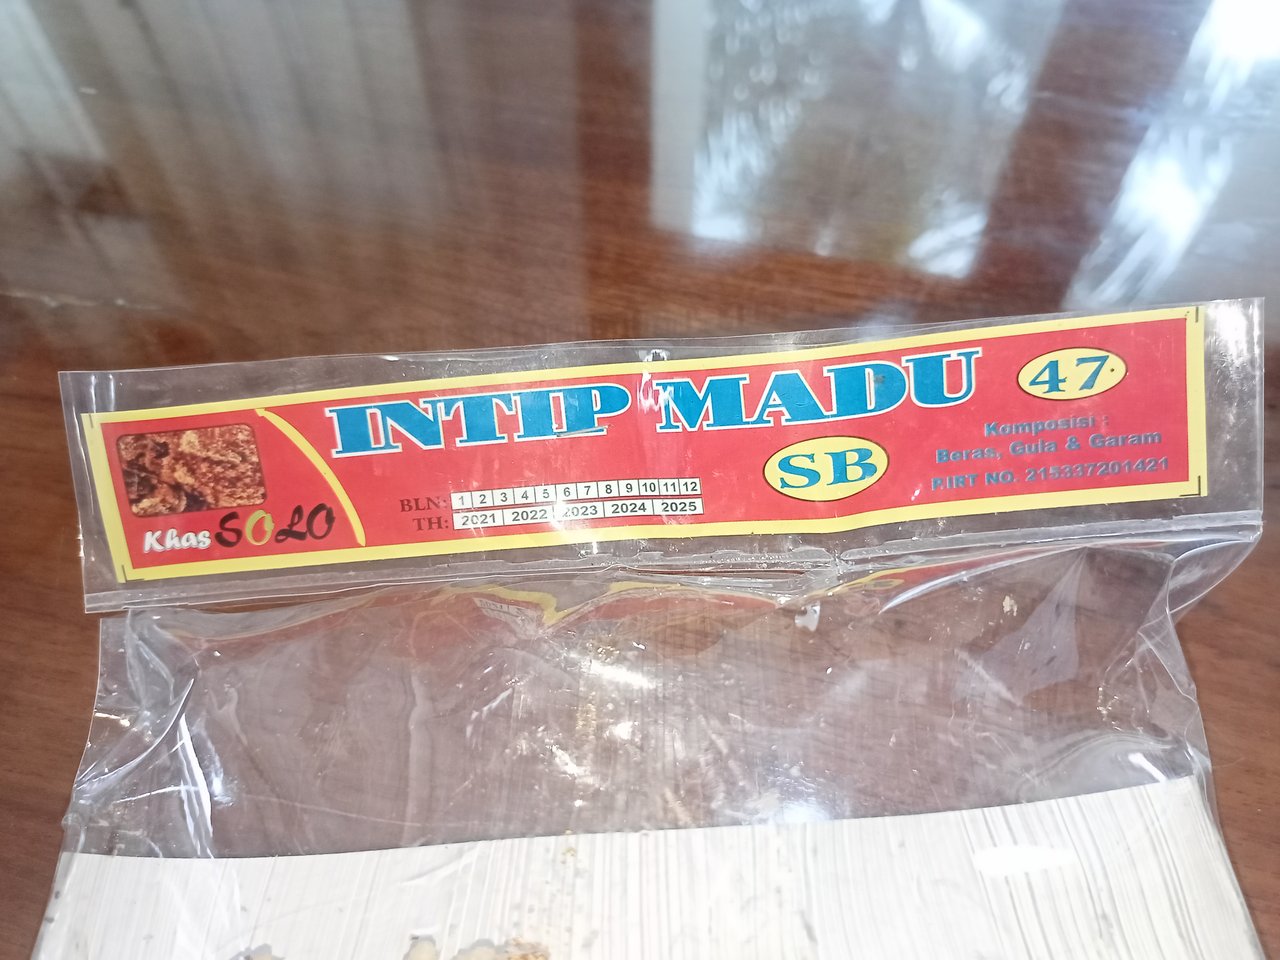 INTIP MADU
47
SB
Komposisi :
Beras, Gula & Garam
P.IRT NO. 215337201421
BLN: 1 2 3 4 5 6 7 8 9 10 11 12
TH: 2021 2022 2023 2024 2025
Khas SOLO